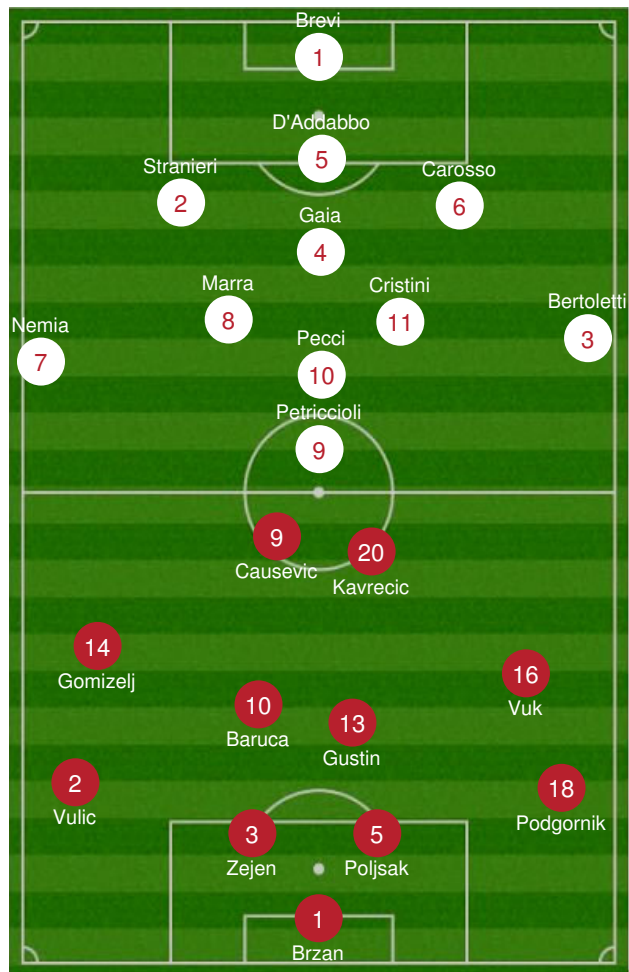 Brevi
1
D'Addabbo
5
Stranieri
2
Carosso
6
Gaia
4
Marra
8
Cristini
11
Bertoletti
3
Nemia
7
Pecci
10
Petriccioli
9
9
Causevic
20
Kavrecic
14
Gomizelj
16
Vuk
10
Baruca
13
Gustin
2
Vulic
18
Podgornik
3
Zejen
5
Poljsak
1
Brzan